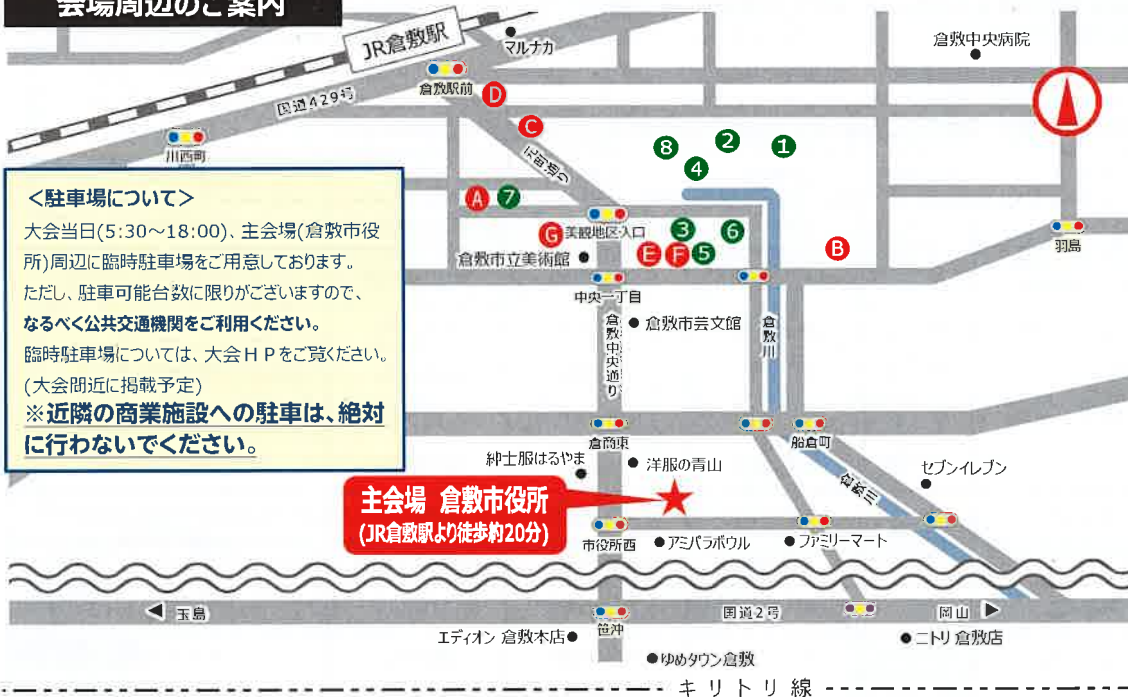 会場周辺のご案内
JR倉敷駅
マルナカ
倉敷中央病院
倉敷駅前
D
国道429号
C
川西町
元町通り
8
2
1
4
<駐車場について>
大会当日(5:30～18:00)、主会場(倉敷市役
所)周辺に臨時駐車場をご用意しております。
ただし、駐車可能台数に限りがございますので、
なるべく公共交通機関をご利用ください。
臨時駐車場については、大会ＨＰをご覧ください。
(大会間近に掲載予定)
※近隣の商業施設への駐車は、絶対
に行わないでください。
A
7
美観地区入口
3
6
G
E
F
5
B
羽島
倉敷市立美術館
中央一丁目
倉敷市芸文館
倉敷中央通り
倉敷川
倉商東
船倉町
紳士服はるやま
洋服の青山
セブンイレブン
倉敷川
主会場 倉敷市役所
(JR倉敷駅より徒歩約20分)
市役所西
アミパラボウル
ファミリーマート
玉島
国道2号
岡山
笹沖
エディオン 倉敷本店
ニトリ 倉敷店
ゆめタウン倉敷
キリトリ線